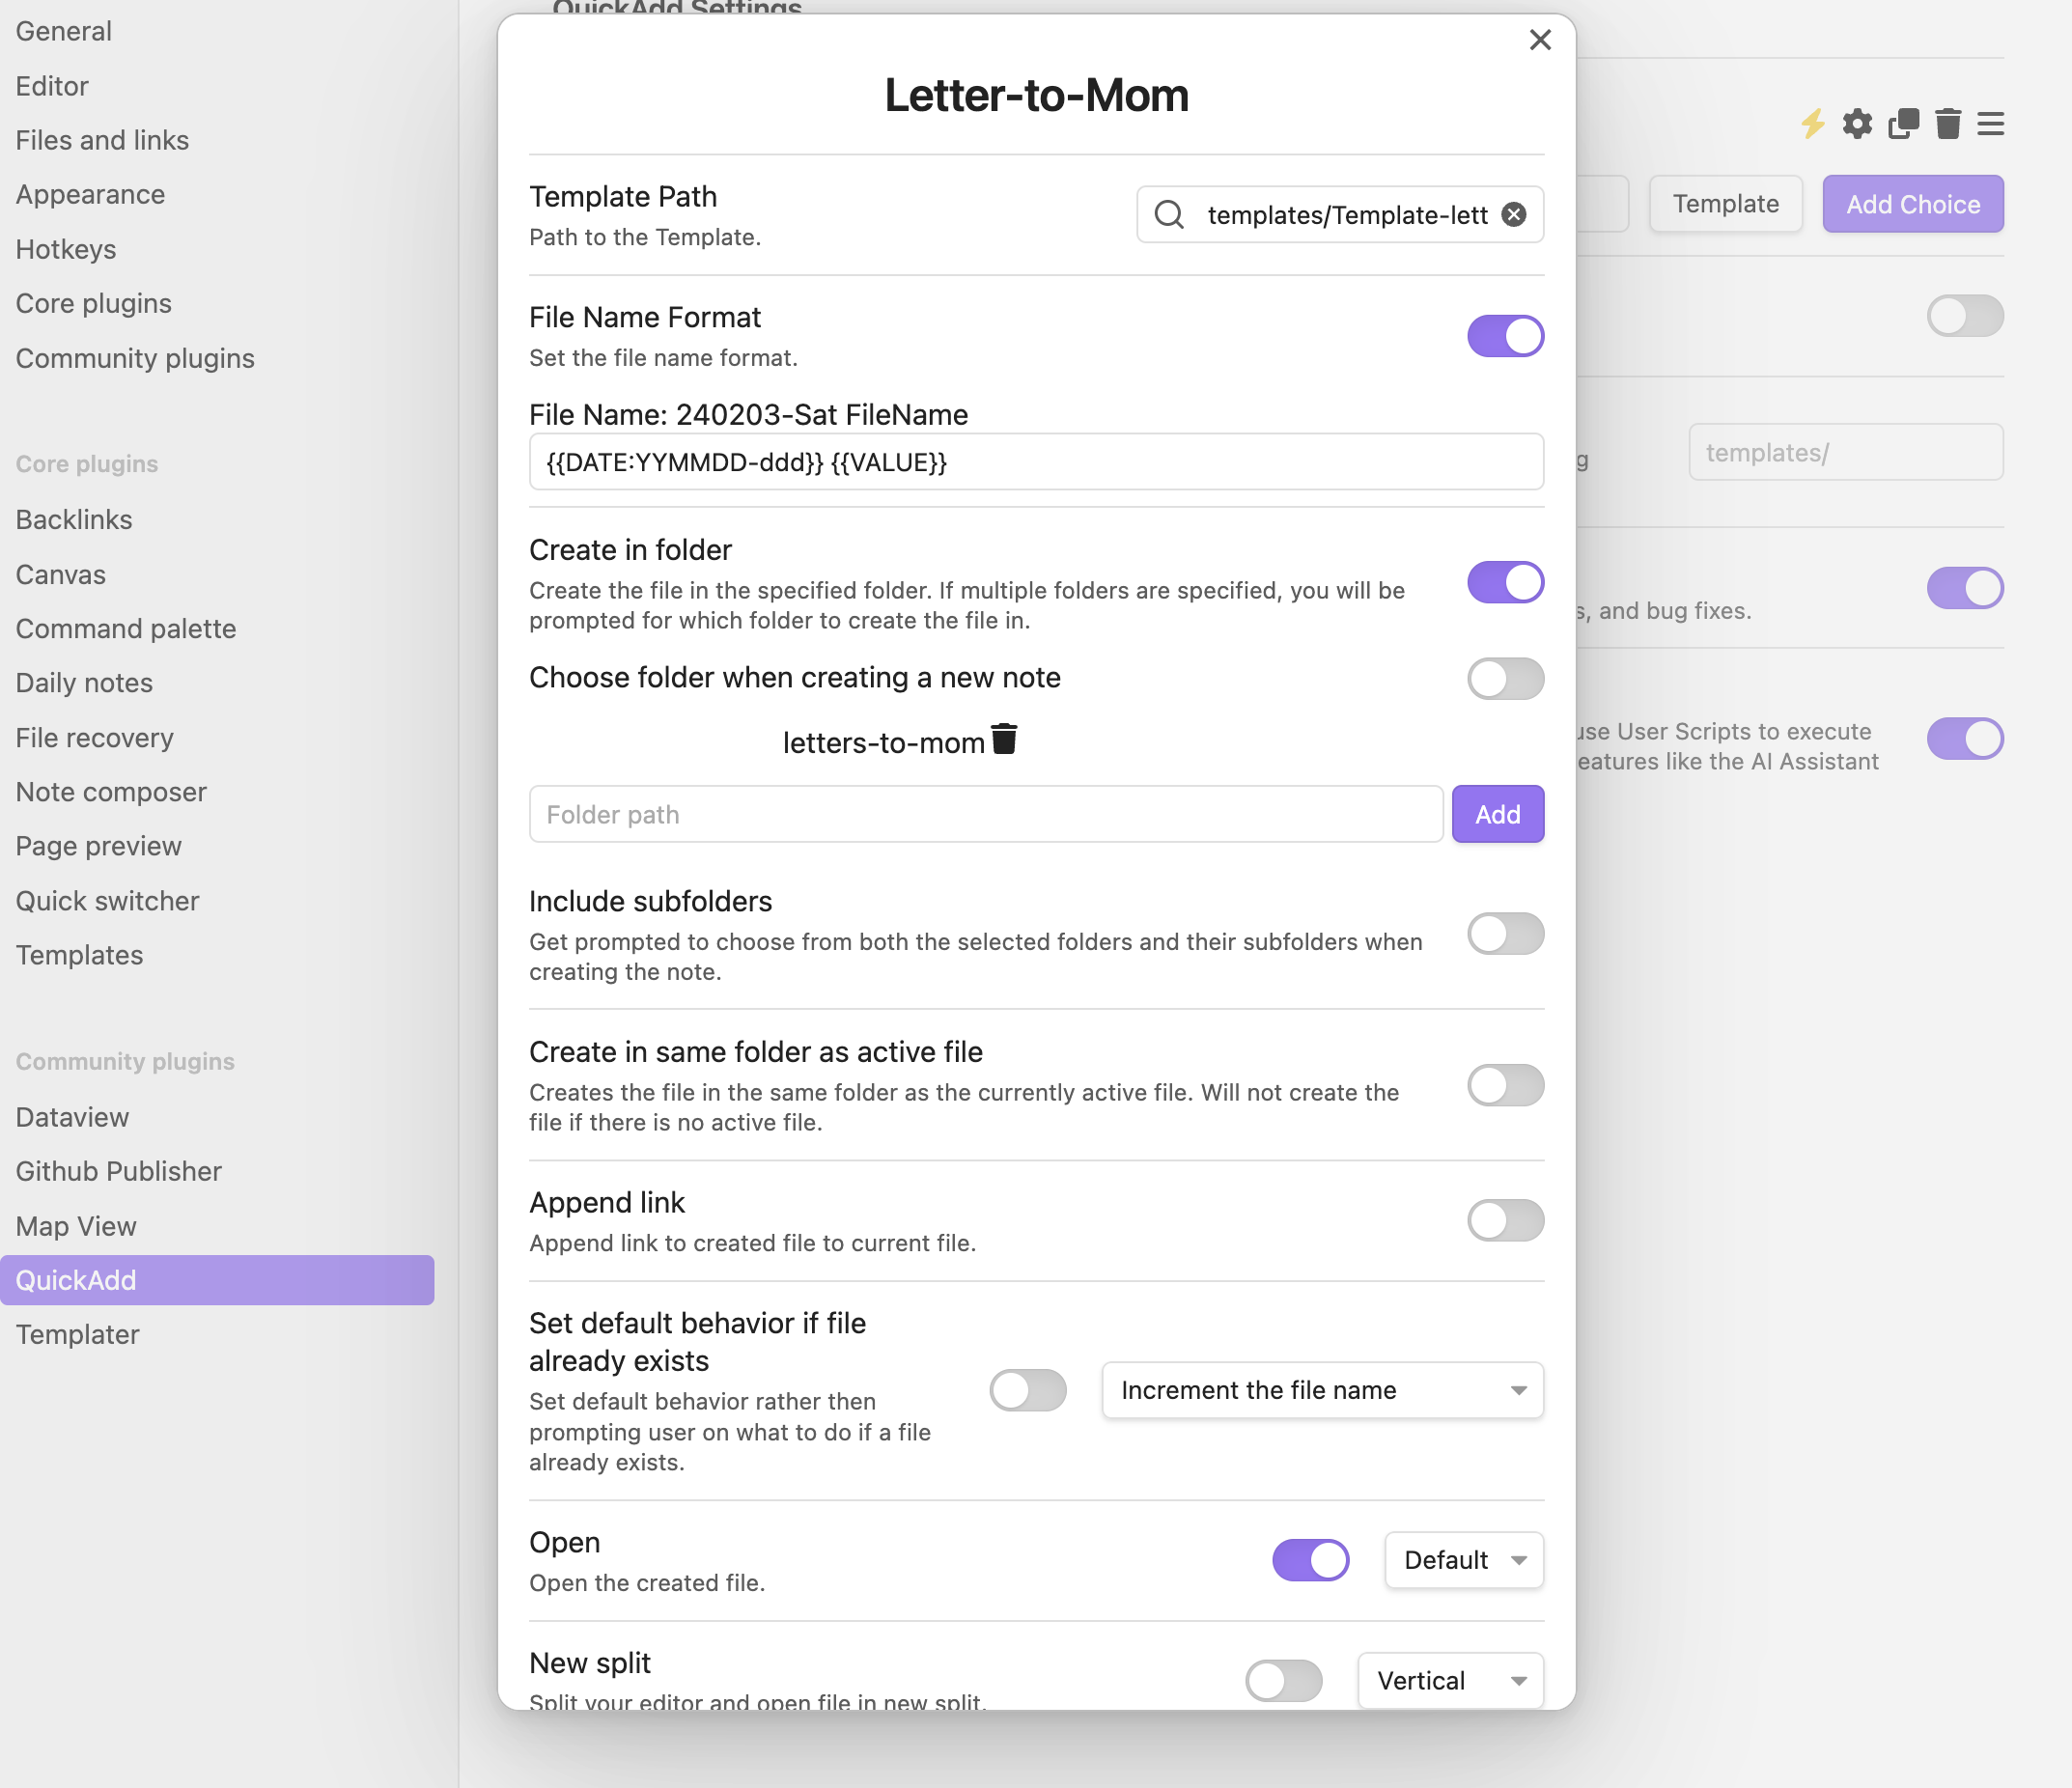 General
Editor
Files and links
Appearance
Hotkeys
Core plugins
Community plugins
Core plugins
Backlinks
Canvas
Command palette
Daily notes
File recovery
Note composer
Page preview
Quick switcher
Templates
Community plugins
Dataview
Github Publisher
Map View
QuickAdd
Templater
QuickAdd Settings
Letter-to-Mom
Template Path
Path to the Template.
templates/Template-lett
File Name Format
Set the file name format.
File Name: 240203-Sat FileName
{{DATE:YYMMDD-ddd}} {{VALUE}}
Create in folder
Create the file in the specified folder. If multiple folders are specified, you will be
prompted for which folder to create the file in.
Choose folder when creating a new note
letters-to-mom
Folder path
Add
Include subfolders
Get prompted to choose from both the selected folders and their subfolders when
creating the note.
Create in same folder as active file
Creates the file in the same folder as the currently active file. Will not create the
file if there is no active file.
Append link
Append link to created file to current file.
Set default behavior if file
already exists
Set default behavior rather then
prompting user on what to do if a file
already exists.
Increment the file name
Open
Open the created file.
Default
New split
Split your editor and open file in new split.
Vertical
Template
Add Choice
g
templates/
s, and bug fixes.
use User Scripts to execute
eatures like the AI Assistant